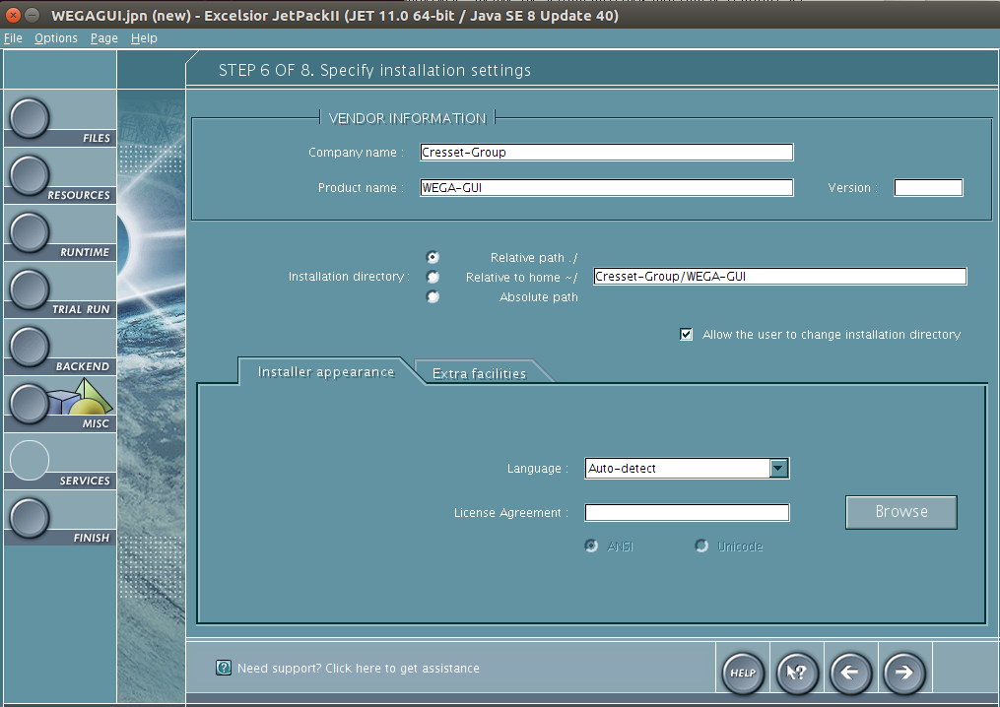 WEGAGUI.jpn (new) - Excelsior JetPackII (JET 11.0 64-bit / Java SE 8 Update 40)
File Options Page Help
STEP 6 OF 8. Specify installation settings
FILES
RESOURCES
RUNTIME
TRIAL RUN
BACKEND
MISC
SERVICES
FINISH
VENDOR INFORMATION
Company name : Cresset-Group
Product name : WEGA-GUI Version :
Relative path ./
Installation directory : Relative to home ~/ Cresset-Group/WEGA-GUI
Absolute path
Allow the user to change installation directory
Installer appearance Extra facilities
Language : Auto-detect
License Agreement : Browse
ANSI Unicode
? Need support? Click here to get assistance
HELP ?